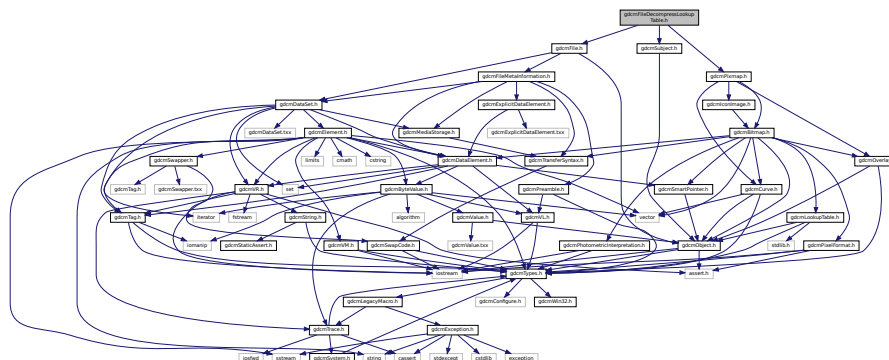 gdcmFileDecompressLookup
Table.h
gdcmFile.h
gdcmSubject.h
gdcmFileMetaInformation.h
gdcmPixmap.h
gdcmDataSet.h
gdcmExplicitDataElement.h
gdcmIconImage.h
gdcmDataSet.txx
gdcmElement.h
gdcmMediaStorage.h
gdcmExplicitDataElement.txx
gdcmBitmap.h
gdcmSwapper.h
limits
cmath
cstring
gdcmDataElement.h
gdcmTransferSyntax.h
gdcmOverlay
gdcmTag.h
gdcmSwapper.txx
gdcmVR.h
set
gdcmByteValue.h
gdcmPreamble.h
gdcmSmartPointer.h
gdcmCurve.h
gdcmTag.h
iterator
fstream
gdcmString.h
algorithm
gdcmValue.h
gdcmVL.h
vector
gdcmLookupTable.h
iomanip
gdcmStaticAssert.h
gdcmVM.h
gdcmSwapCode.h
gdcmValue.txx
gdcmPhotometricInterpretation.h
gdcmObject.h
stdlib.h
gdcmPixelFormat.h
iostream
gdcmTypes.h
assert.h
gdcmLegacyMacro.h
gdcmConfigure.h
gdcmWin32.h
gdcmTrace.h
gdcmException.h
iosfwd
sstream
gdcmSystem.h
string
cassert
stdexcept
cstdlib
exception